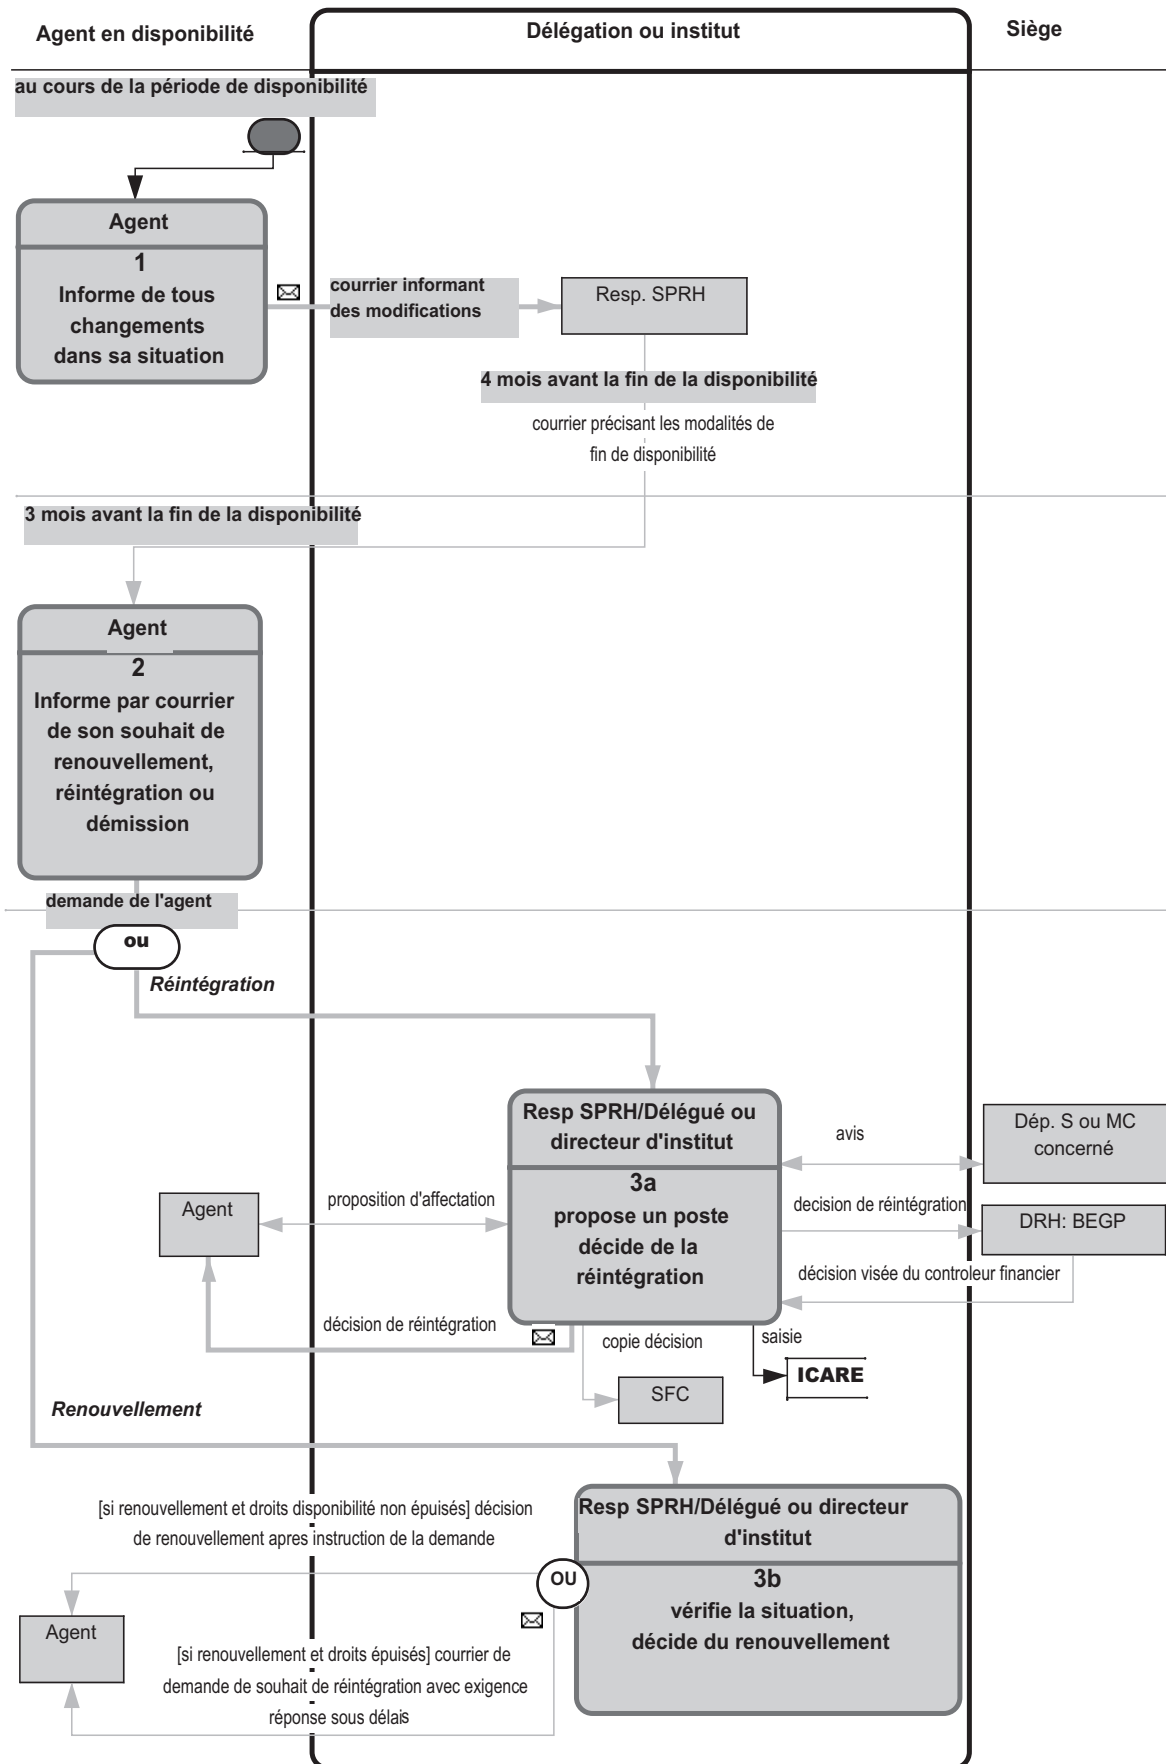 Agent en disponibilité
Délégation ou institut
Siège
au cours de la période de disponibilité
Agent
1
Informe de tous
changements
dans sa situation
courrier informant
des modifications
Resp. SPRH
4 mois avant la fin de la disponibilité
courrier précisant les modalités de
fin de disponibilité
3 mois avant la fin de la disponibilité
Agent
2
Informe par courrier
de son souhait de
renouvellement,
réintégration ou
démission
demande de l'agent
ou
Réintégration
Resp SPRH/Délégué ou
directeur d'institut
3a
propose un poste
décide de la
réintégration
avis
Dép. S ou MC
concerné
Agent
proposition d'affectation
decision de réintégration
DRH: BEGP
décision visée du controleur financier
décision de réintégration
copie décision
saisie
ICARE
SFC
Renouvellement
[si renouvellement et droits disponibilité non épuisés] décision
de renouvellement apres instruction de la demande
Resp SPRH/Délégué ou directeur
d'institut
OU
3b
vérifie la situation,
décide du renouvellement
Agent
[si renouvellement et droits épuisés] courrier de
demande de souhait de réintégration avec exigence
réponse sous délais